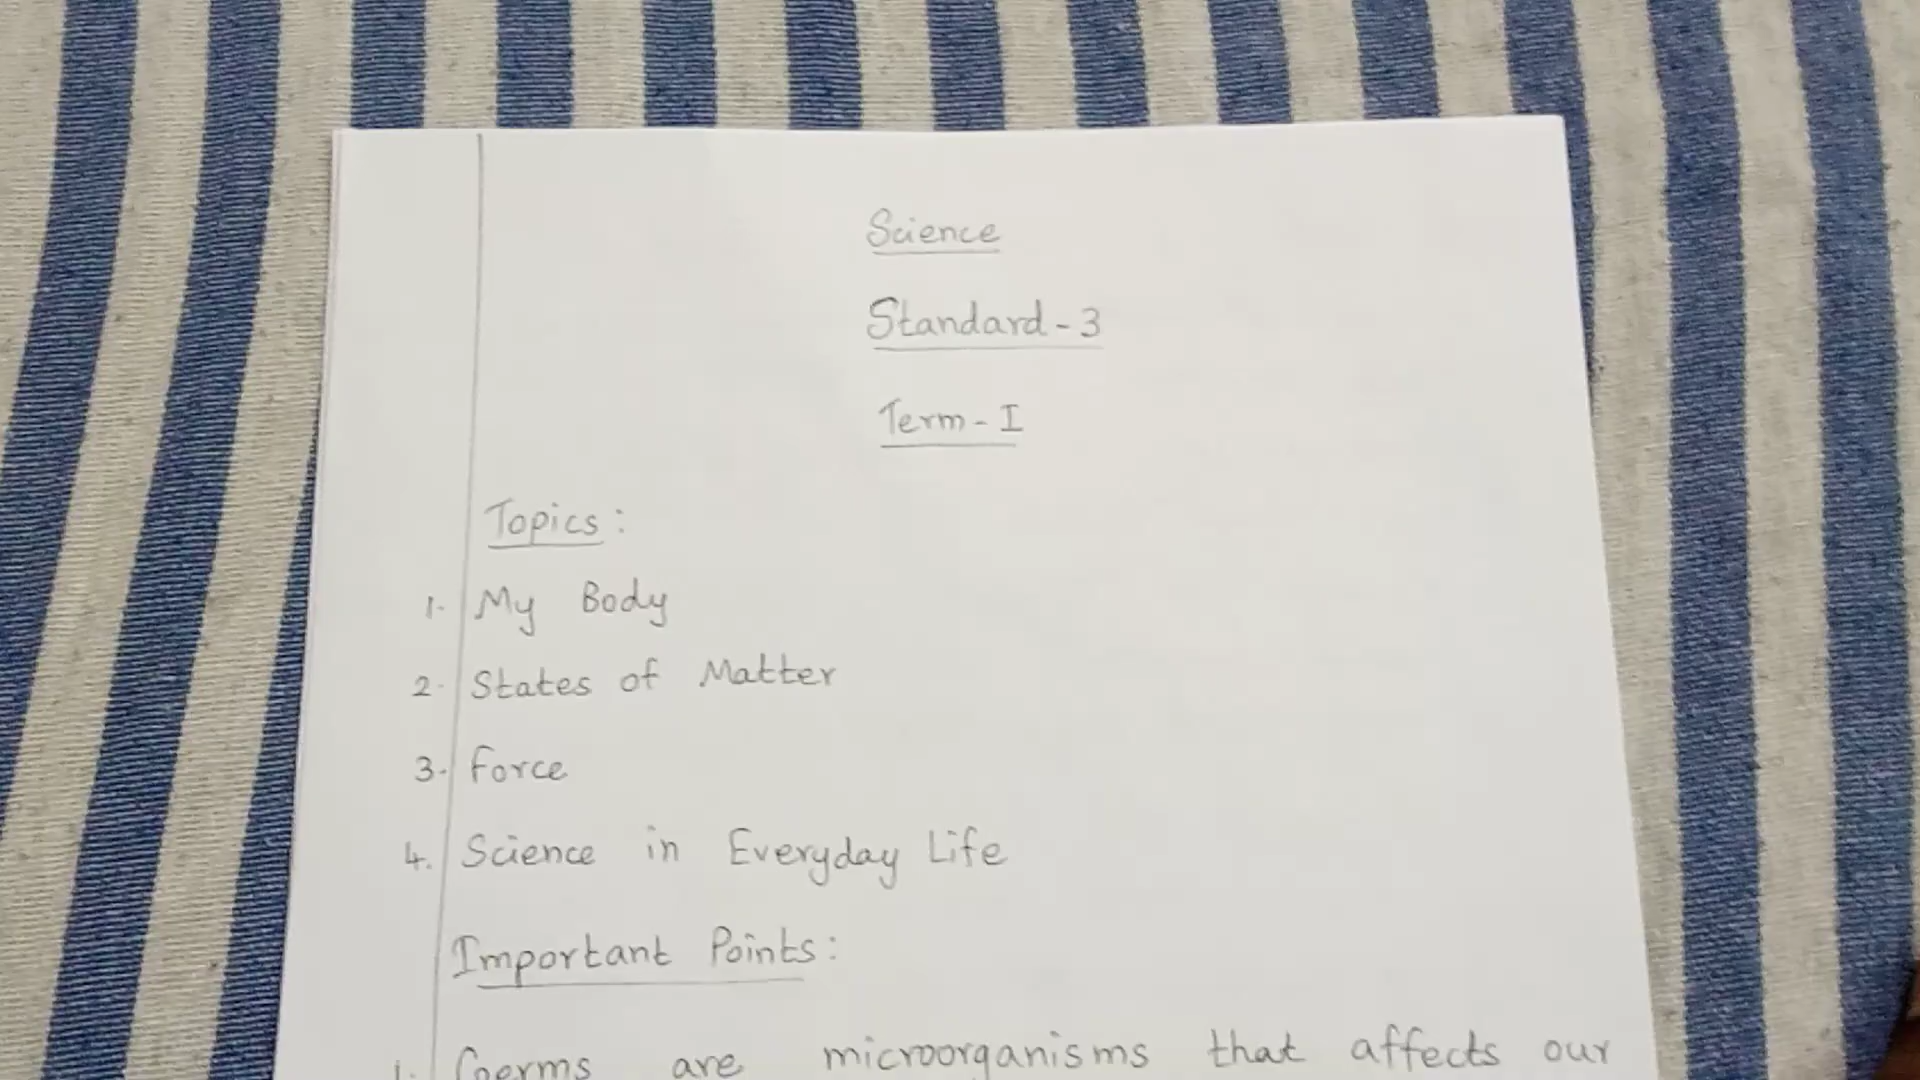 Science
Standard-3
Term-I
Topics:
1. My Body
2. States of Matter
3. Force
4. Science in Everyday Life
Important Points:
1. Germs are microorganisms that affects our